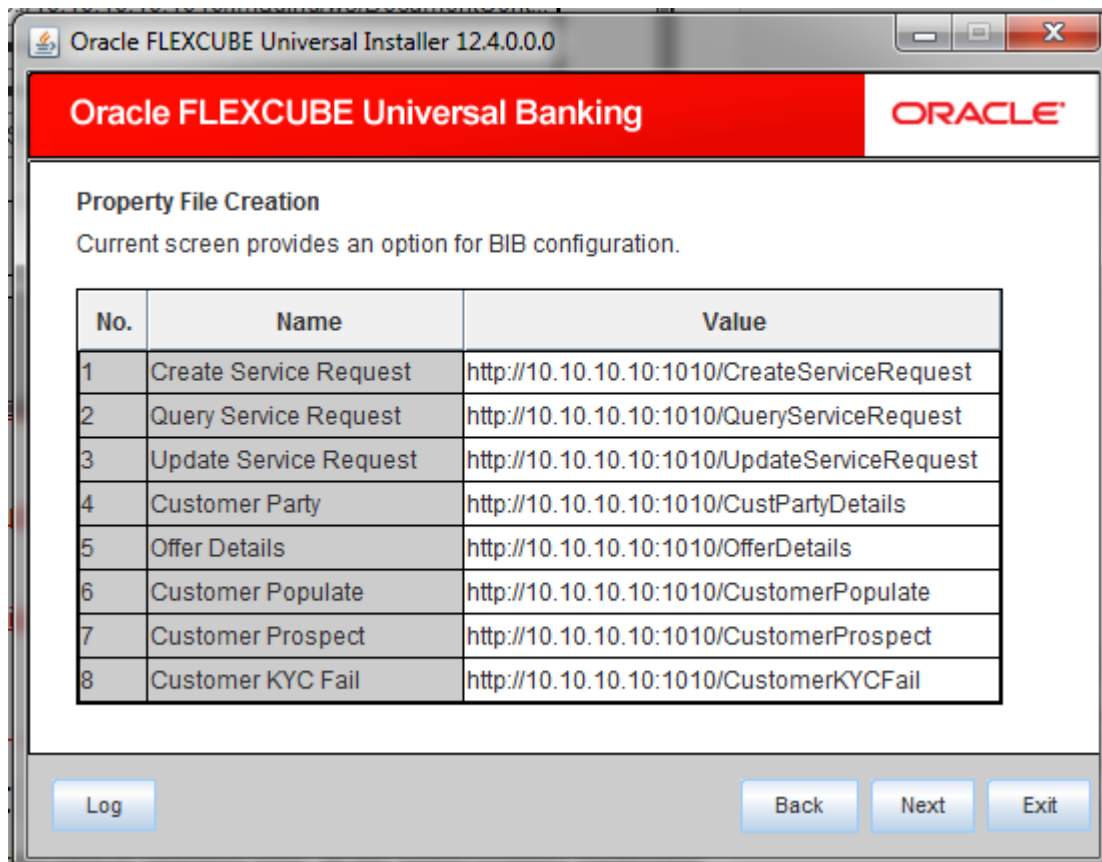 Oracle FLEXCUBE Universal Installer 12.4.0.0.0
Oracle FLEXCUBE Universal Banking
ORACLE
Property File Creation
Current screen provides an option for BIB configuration.
No. Name Value
1 Create Service Request http://10.10.10.10:1010/CreateServiceRequest
2 Query Service Request http://10.10.10.10:1010/QueryServiceRequest
3 Update Service Request http://10.10.10.10:1010/UpdateServiceRequest
4 Customer Party http://10.10.10.10:1010/CustPartyDetails
5 Offer Details http://10.10.10.10:1010/OfferDetails
6 Customer Populate http://10.10.10.10:1010/CustomerPopulate
7 Customer Prospect http://10.10.10.10:1010/CustomerProspect
8 Customer KYC Fail http://10.10.10.10:1010/CustomerKYCFail
Log Back Next Exit